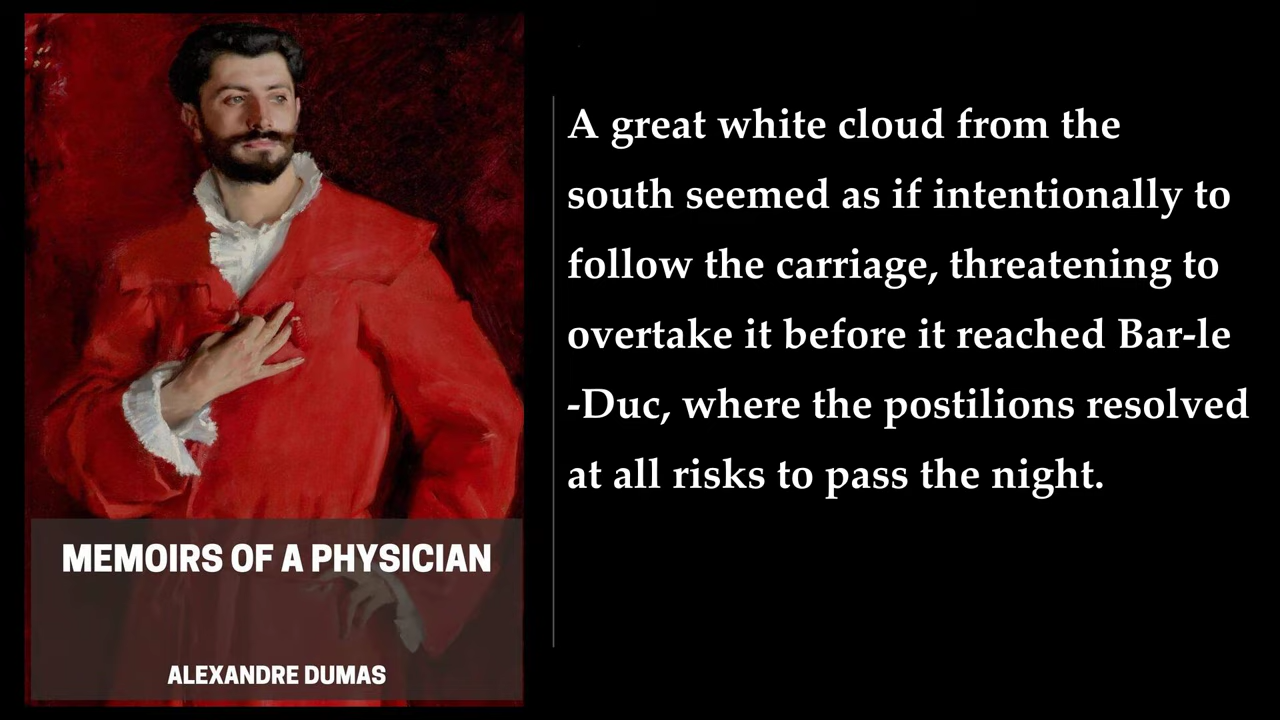 MEMOIRS OF A PHYSICIAN
ALEXANDRE DUMAS
A great white cloud from the
south seemed as if intentionally to
follow the carriage, threatening to
overtake it before it reached Bar-le
-Duc, where the postilions resolved
at all risks to pass the night.